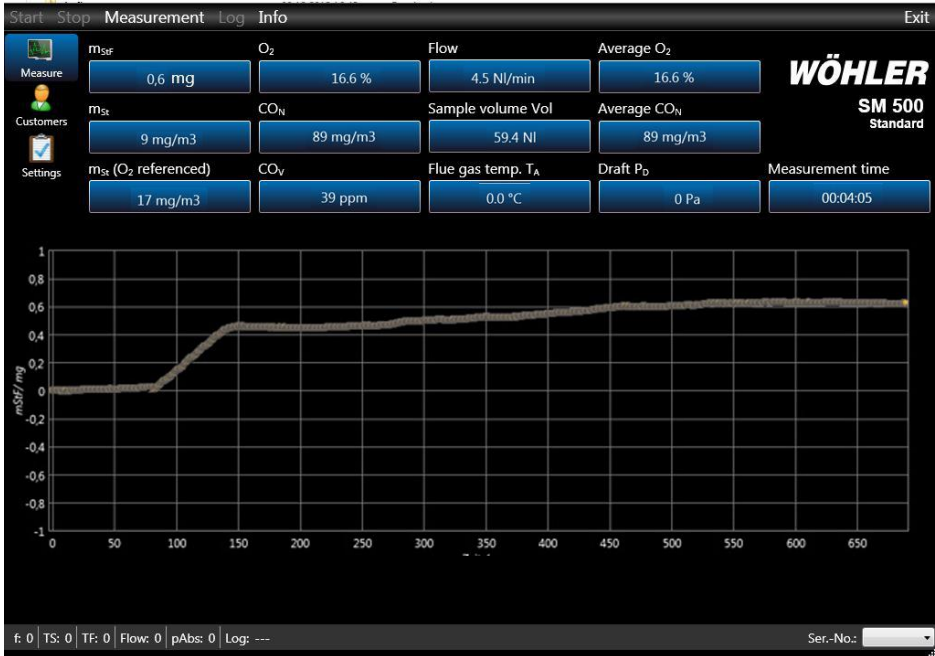 Start Stop Measurement Log Info Exit
Measure
Customers
Settings
mStF O2 Flow Average O2
0,6 mg 16.6 % 4.5 Nl/min 16.6 %
WÖHLER
SM 500
Standard
mSt CON Sample volume Vol Average CON
9 mg/m3 89 mg/m3 59.4 Nl 89 mg/m3
mSt (O2 referenced) COV Flue gas temp. TA Draft PD Measurement time
17 mg/m3 39 ppm 0.0 °C 0 Pa 00:04:05
mStF/ mg
1
0,8
0,6
0,4
0,2
0
-0,2
-0,4
-0,6
-0,8
-1
0 50 100 150 200 250 300 350 400 450 500 550 600 650
f: 0 TS: 0 TF: 0 Flow: 0 pAbs: 0 Log: --- Ser.-No.: